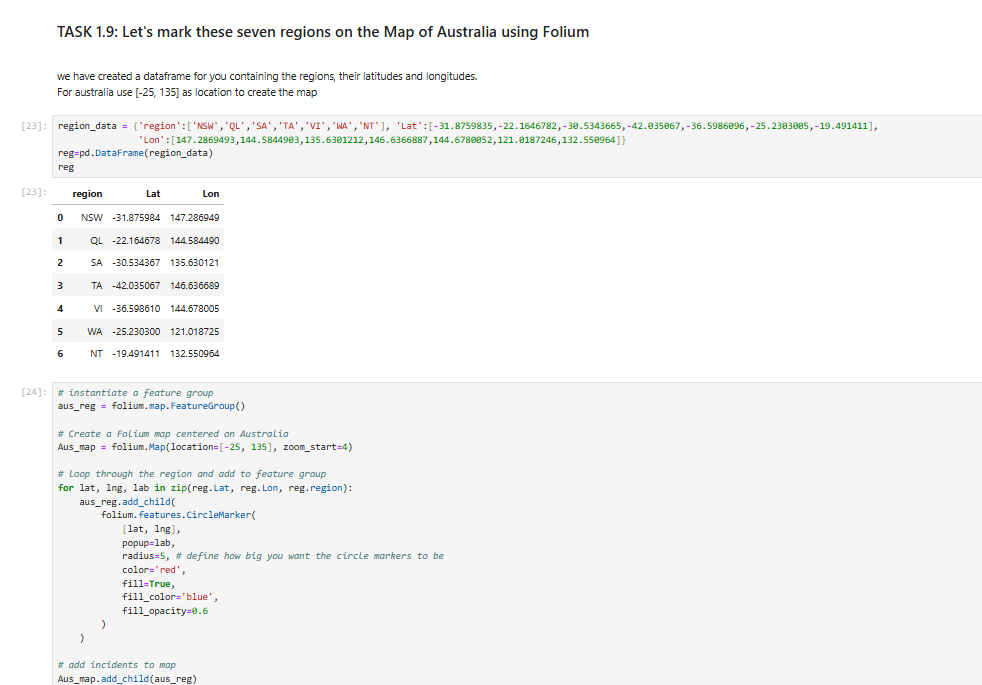 TASK 1.9: Let's mark these seven regions on the Map of Australia using Folium
we have created a dataframe for you containing the regions, their latitudes and longitudes.
For australia use [-25, 135] as location to create the map
[23]: region_data = {'region':['NSW','QL','SA','TA','VI','WA','NT'], 'Lat':[-31.8759835,-22.1646782,-30.5343665,-42.035067,-36.5986096,-25.2303005,-19.491411],
'Lon':[147.2869493,144.5844903,135.6301212,146.6366887,144.6780052,121.0187246,132.550964]}
reg=pd.DataFrame(region_data)
reg
[23]: region Lat Lon
0 NSW -31.875984 147.286949
1 QL -22.164678 144.584490
2 SA -30.534367 135.630121
3 TA -42.035067 146.636689
4 VI -36.598610 144.678005
5 WA -25.230300 121.018725
6 NT -19.491411 132.550964
[24]: # instantiate a feature group
aus_reg = folium.map.FeatureGroup()
# Create a Folium map centered on Australia
Aus_map = folium.Map(location=[-25, 135], zoom_start=4)
# loop through the region and add to feature group
for lat, lng, lab in zip(reg.Lat, reg.Lon, reg.region):
aus_reg.add_child(
folium.features.CircleMarker(
[lat, lng],
popup=lab,
radius=5, # define how big you want the circle markers to be
color='red',
fill=True,
fill_color='blue',
fill_opacity=0.6
)
)
# add incidents to map
Aus_map.add_child(aus_reg)